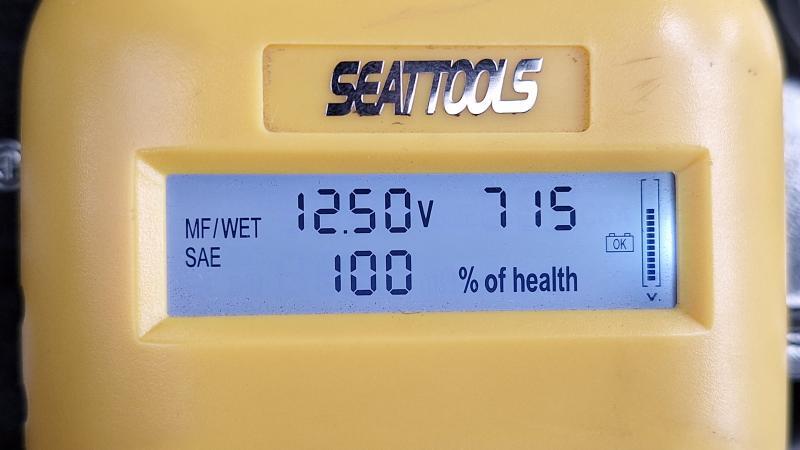 SEATTOOLS
MF/WET 12.50V 715
SAE
100 % of health
OK
V.